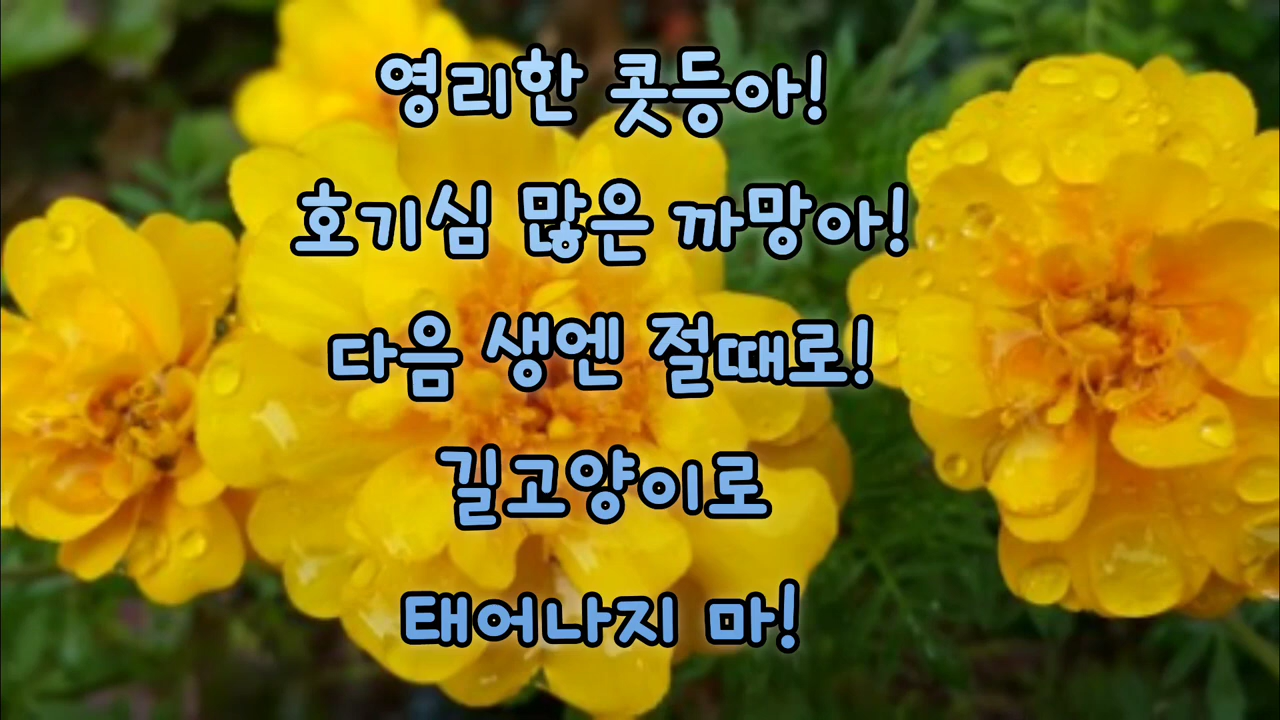 영리한 콧등아!
호기심 많은 까망아!
다음 생엔 절때로!
길고양이로
태어나지 마!